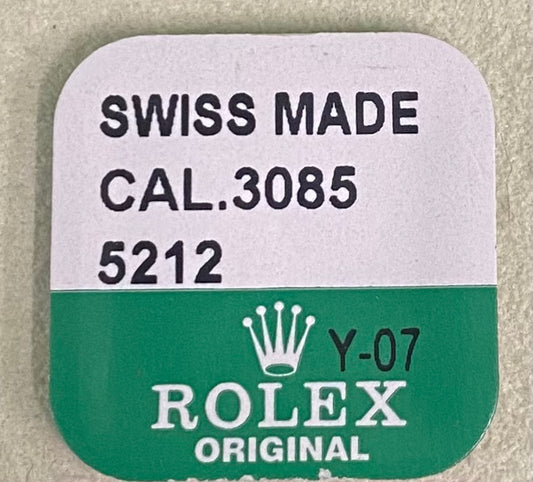 SWISS MADE
CAL.3085
5212
Y-07
ROLEX
ORIGINAL